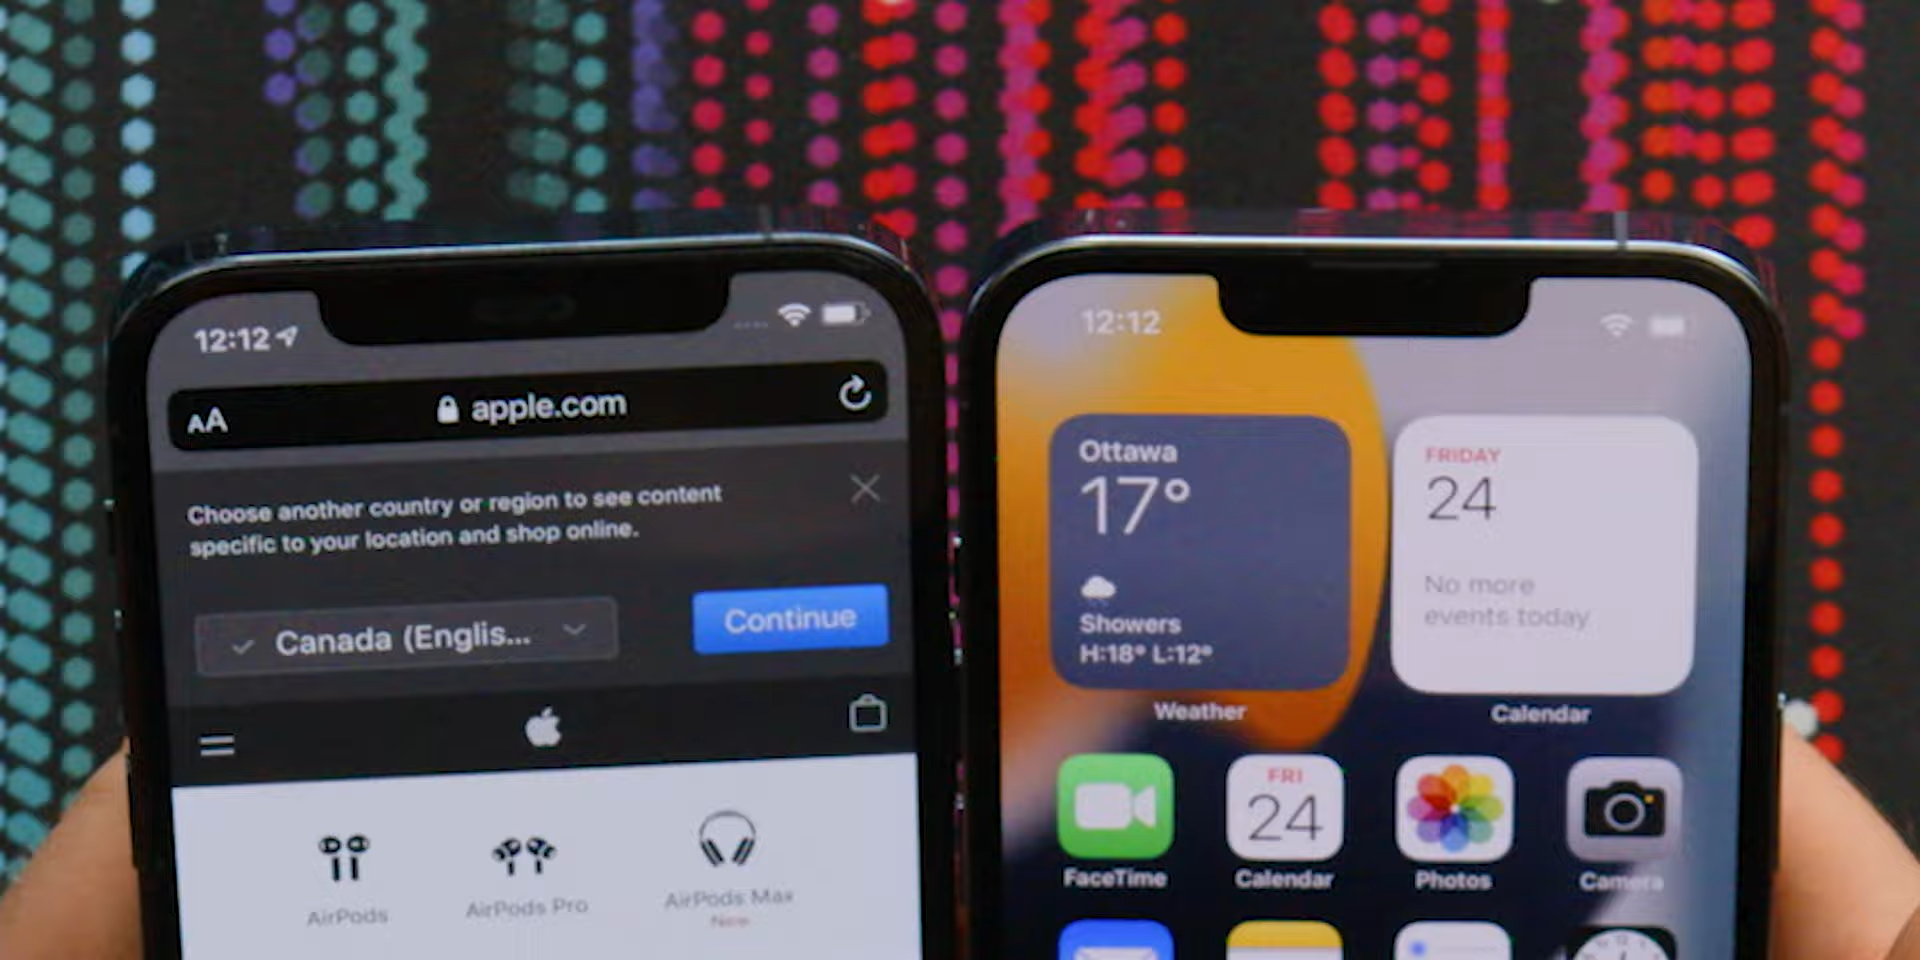 12:12
AA apple.com
Choose another country or region to see content
specific to your location and shop online.
Canada (Englis...
Continue
AirPods
AirPods Pro
AirPods Max
New
12:12
Ottawa
17°
Showers
H:18° L:12°
Weather
FRIDAY
24
No more
events today
Calendar
FRI
24
FaceTime
Calendar
Photos
Camera